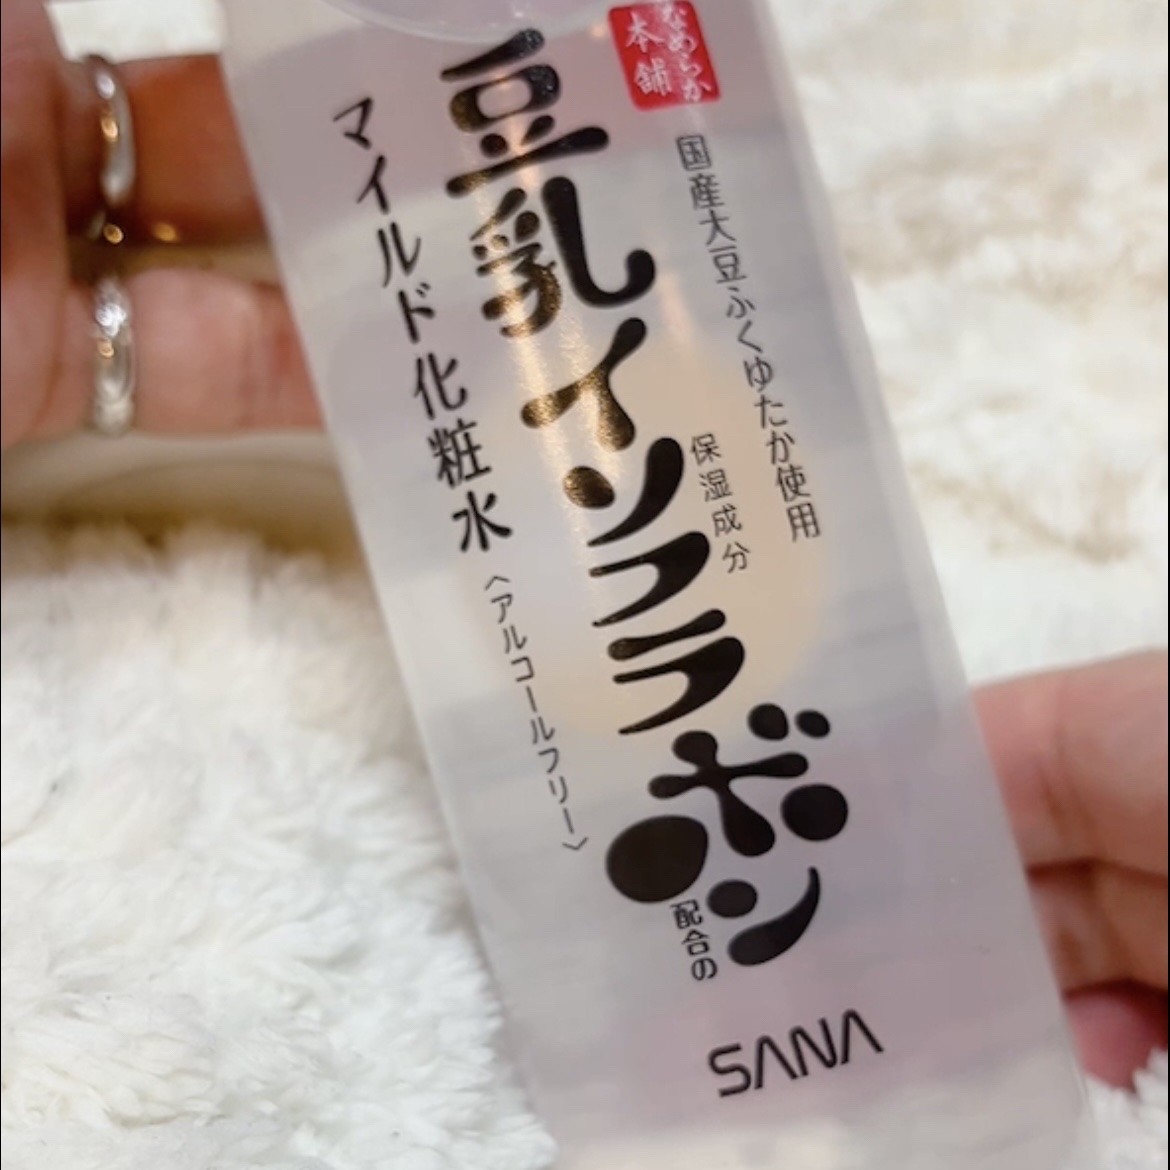 なめらか
本舗
国産大豆ふくゆたか使用
保湿成分
豆乳イソフラボン
配合の
マイルド化粧水
〈アルコールフリー〉
SANA